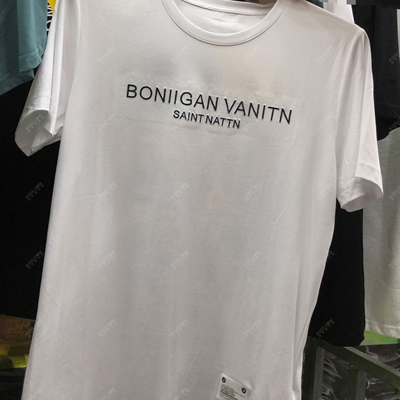 BONIIGAN VANITN
SAINT NATTN